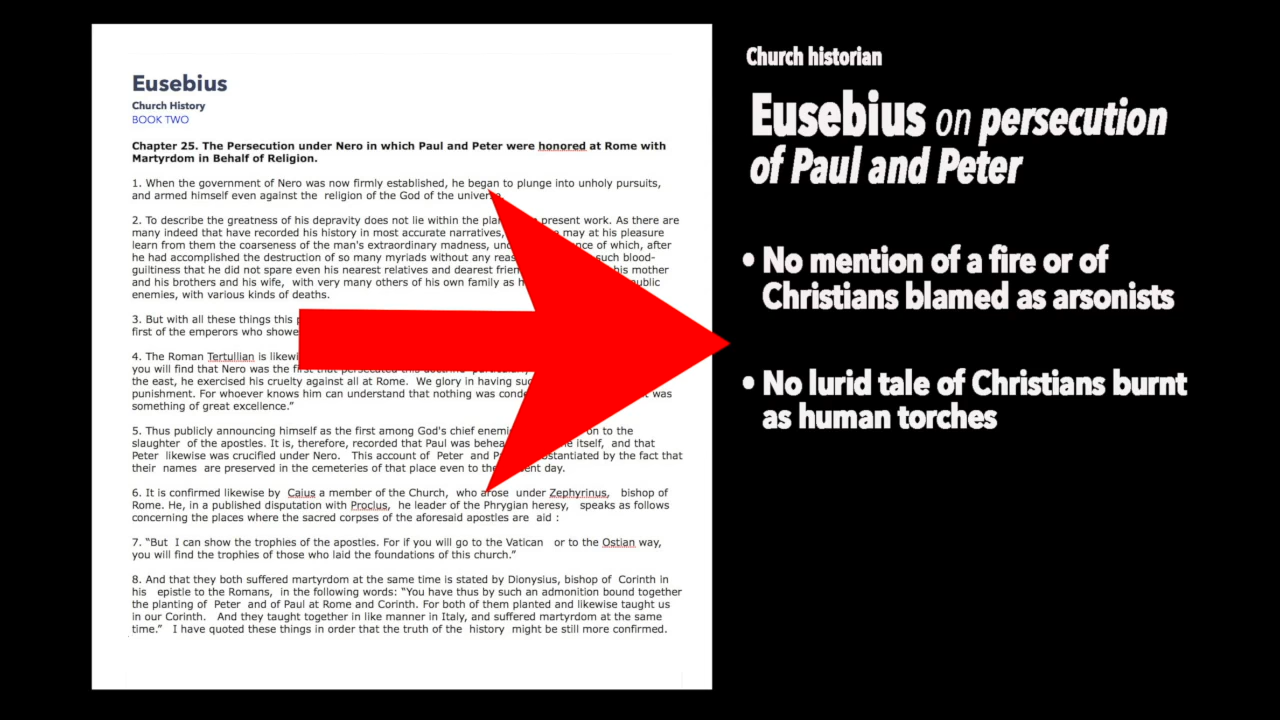 Eusebius
Church History
BOOK TWO
Chapter 25. The Persecution under Nero in which Paul and Peter were honored at Rome with
Martyrdom in Behalf of Religion.
1. When the government of Nero was now firmly established, he began to plunge into unholy pursuits,
and armed himself even against the religion of the God of the universe.
2. To describe the greatness of his depravity does not lie within the plan present work. As there are
many indeed that have recorded his history in most accurate narratives, may at his pleasure
learn from them the coarseness of the man's extraordinary madness, of which, after
he had accomplished the destruction of so many myriads without any such blood-
guiltiness that he did not spare even his nearest relatives and dearest his mother
and his brothers and his wife, with very many others of his own family as
enemies, with various kinds of deaths.
3. But with all these things this
first of the emperors who
4. The Roman Tertullian is
you will find that Nero was the first that persecuted this doctrine particularly
the east, he exercised his cruelty against all at Rome. We glory in having
punishment. For whoever knows him can understand that nothing was was
something of great excellence.”
5. Thus publicly announcing himself as the first among God's chief to the
slaughter of the apostles. It is, therefore, recorded that Paul was itself, and that
Peter likewise was crucified under Nero. This account of Peter and by the fact that
their names are preserved in the cemeteries of that place even to the day.
6. It is confirmed likewise by Caius a member of the Church, who arose under Zephyrinus, bishop of
Rome. He, in a published disputation with Proclus, he leader of the Phrygian heresy, speaks as follows
concerning the places where the sacred corpses of the aforesaid apostles are aid :
7. “But I can show the trophies of the apostles. For if you will go to the Vatican or to the Ostian way,
you will find the trophies of those who laid the foundations of this church.”
8. And that they both suffered martyrdom at the same time is stated by Dionysius, bishop of Corinth in
his epistle to the Romans, in the following words: “You have thus by such an admonition bound together
the planting of Peter and of Paul at Rome and Corinth. For both of them planted and likewise taught us
in our Corinth. And they taught together in like manner in Italy, and suffered martyrdom at the same
time.” I have quoted these things in order that the truth of the history might be still more confirmed.
Church historian
Eusebius on persecution
of Paul and Peter
• No mention of a fire or of
Christians blamed as arsonists
• No lurid tale of Christians burnt
as human torches